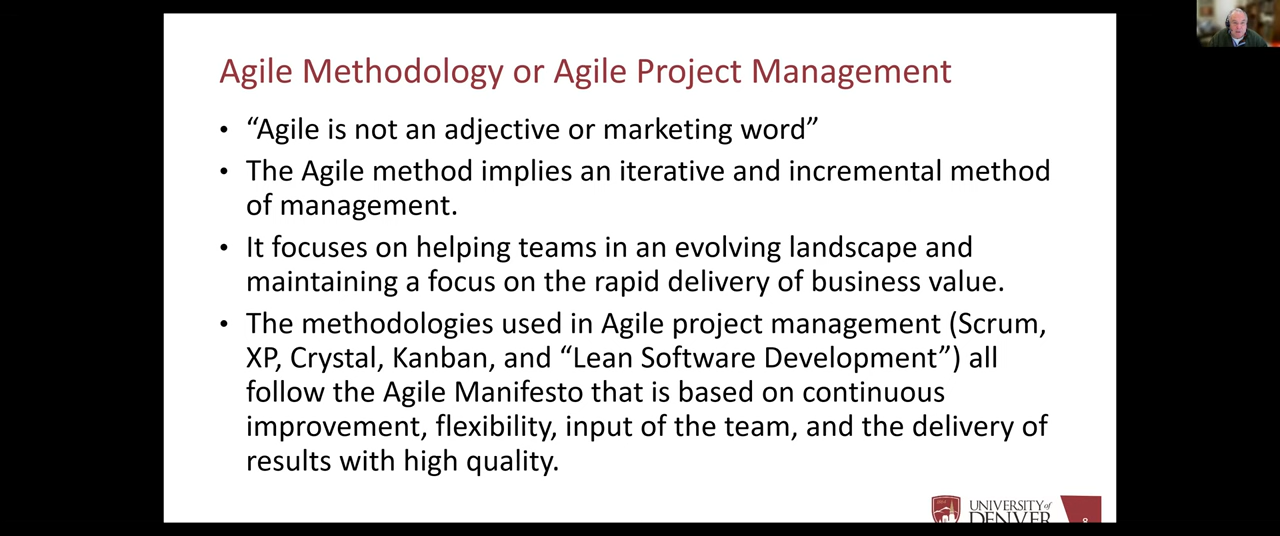 Agile Methodology or Agile Project Management
• “Agile is not an adjective or marketing word”
• The Agile method implies an iterative and incremental method
of management.
• It focuses on helping teams in an evolving landscape and
maintaining a focus on the rapid delivery of business value.
• The methodologies used in Agile project management (Scrum,
XP, Crystal, Kanban, and “Lean Software Development”) all
follow the Agile Manifesto that is based on continuous
improvement, flexibility, input of the team, and the delivery of
results with high quality.
UNIVERSITY of
DENVER
8